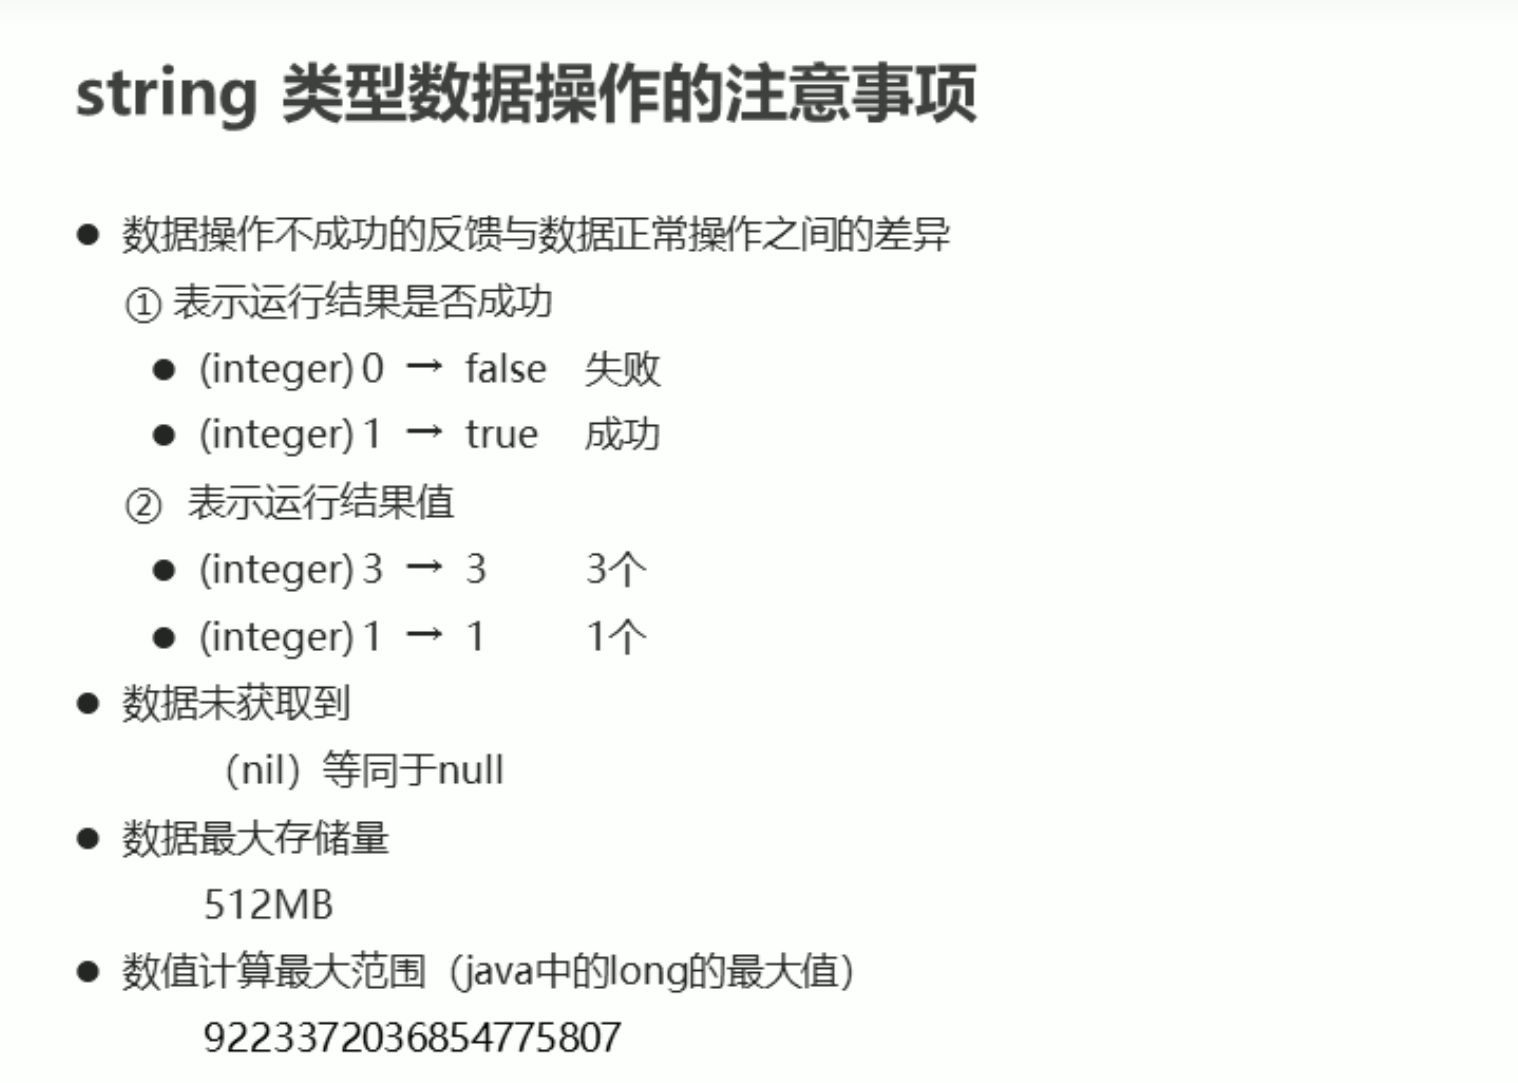 string 类型数据操作的注意事项
● 数据操作不成功的反馈与数据正常操作之间的差异
① 表示运行结果是否成功
● (integer) 0 → false 失败
● (integer) 1 → true 成功
② 表示运行结果值
● (integer) 3 → 3 3个
● (integer) 1 → 1 1个
● 数据未获取到
（nil）等同于null
● 数据最大存储量
512MB
● 数值计算最大范围（java中的long的最大值）
9223372036854775807